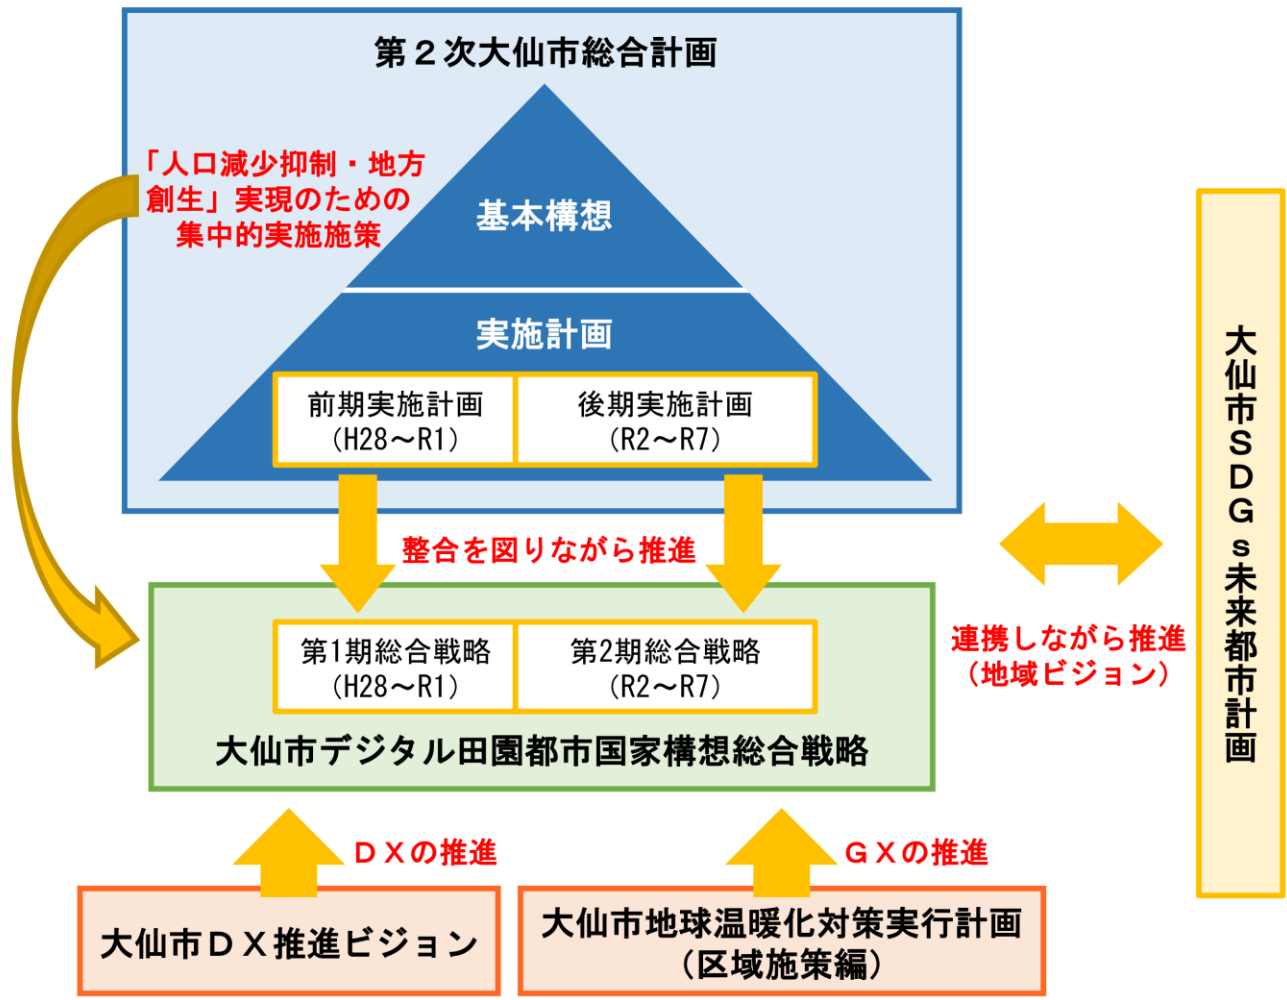 第２次大仙市総合計画
「人口減少抑制・地方
創生」実現のための
集中的実施施策
基本構想
実施計画
前期実施計画
（H28～R1）
後期実施計画
（R2～R7）
整合を図りながら推進
第1期総合戦略
（H28～R1）
第2期総合戦略
（R2～R7）
大仙市デジタル田園都市国家構想総合戦略
連携しながら推進
（地域ビジョン）
大仙市ＳＤＧｓ未来都市計画
ＤＸの推進
ＧＸの推進
大仙市ＤＸ推進ビジョン
大仙市地球温暖化対策実行計画
（区域施策編）